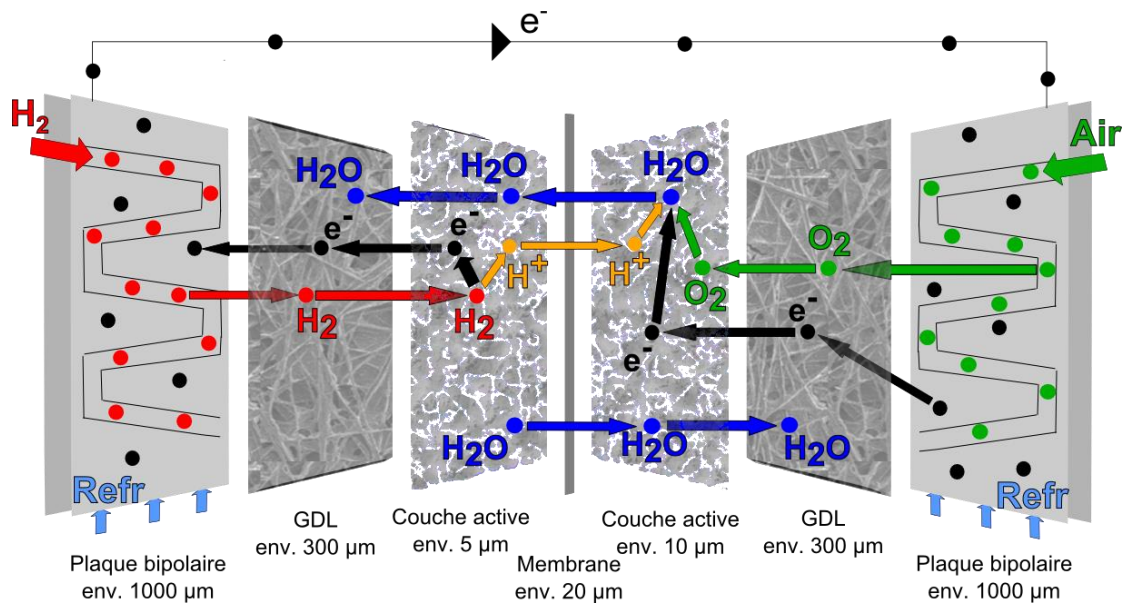 e-
H2
Air
H2O
H2O
H2O
e-
e-
H+
H+
O2
O2
H2
H2
e-
e-
H2O
H2O
H2O
Refr
Refr
GDL
env. 300 µm
Couche active
env. 5 µm
Couche active
env. 10 µm
GDL
env. 300 µm
Plaque bipolaire
env. 1000 µm
Membrane
env. 20 µm
Plaque bipolaire
env. 1000 µm